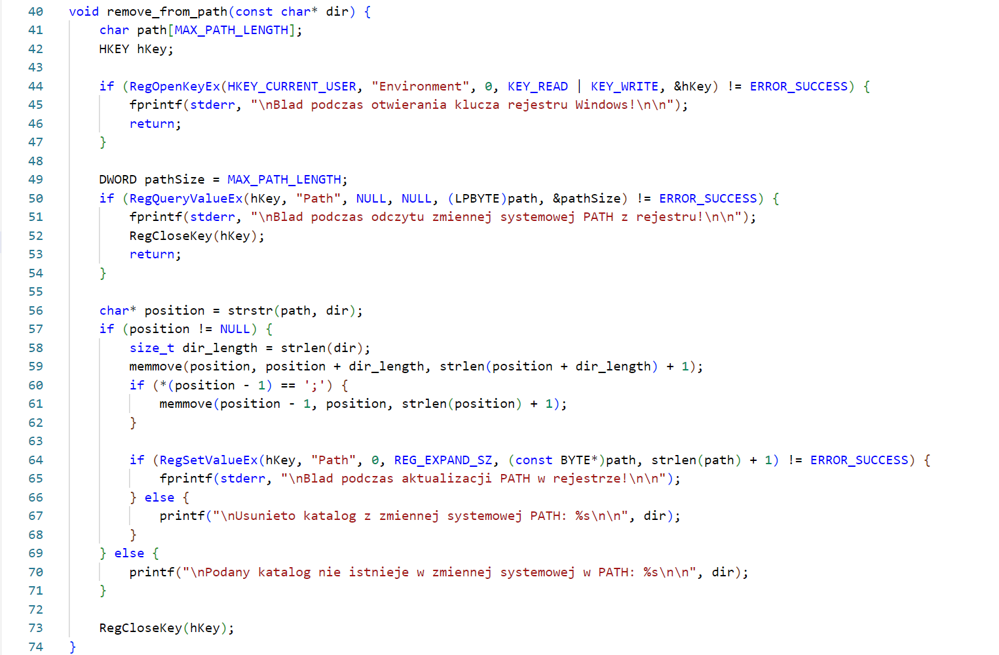 40 void remove_from_path(const char* dir) {
41     char path[MAX_PATH_LENGTH];
42     HKEY hKey;
43
44     if (RegOpenKeyEx(HKEY_CURRENT_USER, "Environment", 0, KEY_READ | KEY_WRITE, &hKey) != ERROR_SUCCESS) {
45         fprintf(stderr, "\nBlad podczas otwierania klucza rejestru Windows!\n\n");
46         return;
47     }
48
49     DWORD pathSize = MAX_PATH_LENGTH;
50     if (RegQueryValueEx(hKey, "Path", NULL, NULL, (LPBYTE)path, &pathSize) != ERROR_SUCCESS) {
51         fprintf(stderr, "\nBlad podczas odczytu zmiennej systemowej PATH z rejestru!\n\n");
52         RegCloseKey(hKey);
53         return;
54     }
55
56     char* position = strstr(path, dir);
57     if (position != NULL) {
58         size_t dir_length = strlen(dir);
59         memmove(position, position + dir_length, strlen(position + dir_length) + 1);
60         if (*(position - 1) == ';') {
61             memmove(position - 1, position, strlen(position) + 1);
62         }
63
64         if (RegSetValueEx(hKey, "Path", 0, REG_EXPAND_SZ, (const BYTE*)path, strlen(path) + 1) != ERROR_SUCCESS) {
65             fprintf(stderr, "\nBlad podczas aktualizacji PATH w rejestrze!\n\n");
66         } else {
67             printf("\nUsunieto katalog z zmiennej systemowej PATH: %s\n\n", dir);
68         }
69     } else {
70         printf("\nPodany katalog nie istnieje w zmiennej systemowej w PATH: %s\n\n", dir);
71     }
72
73     RegCloseKey(hKey);
74 }